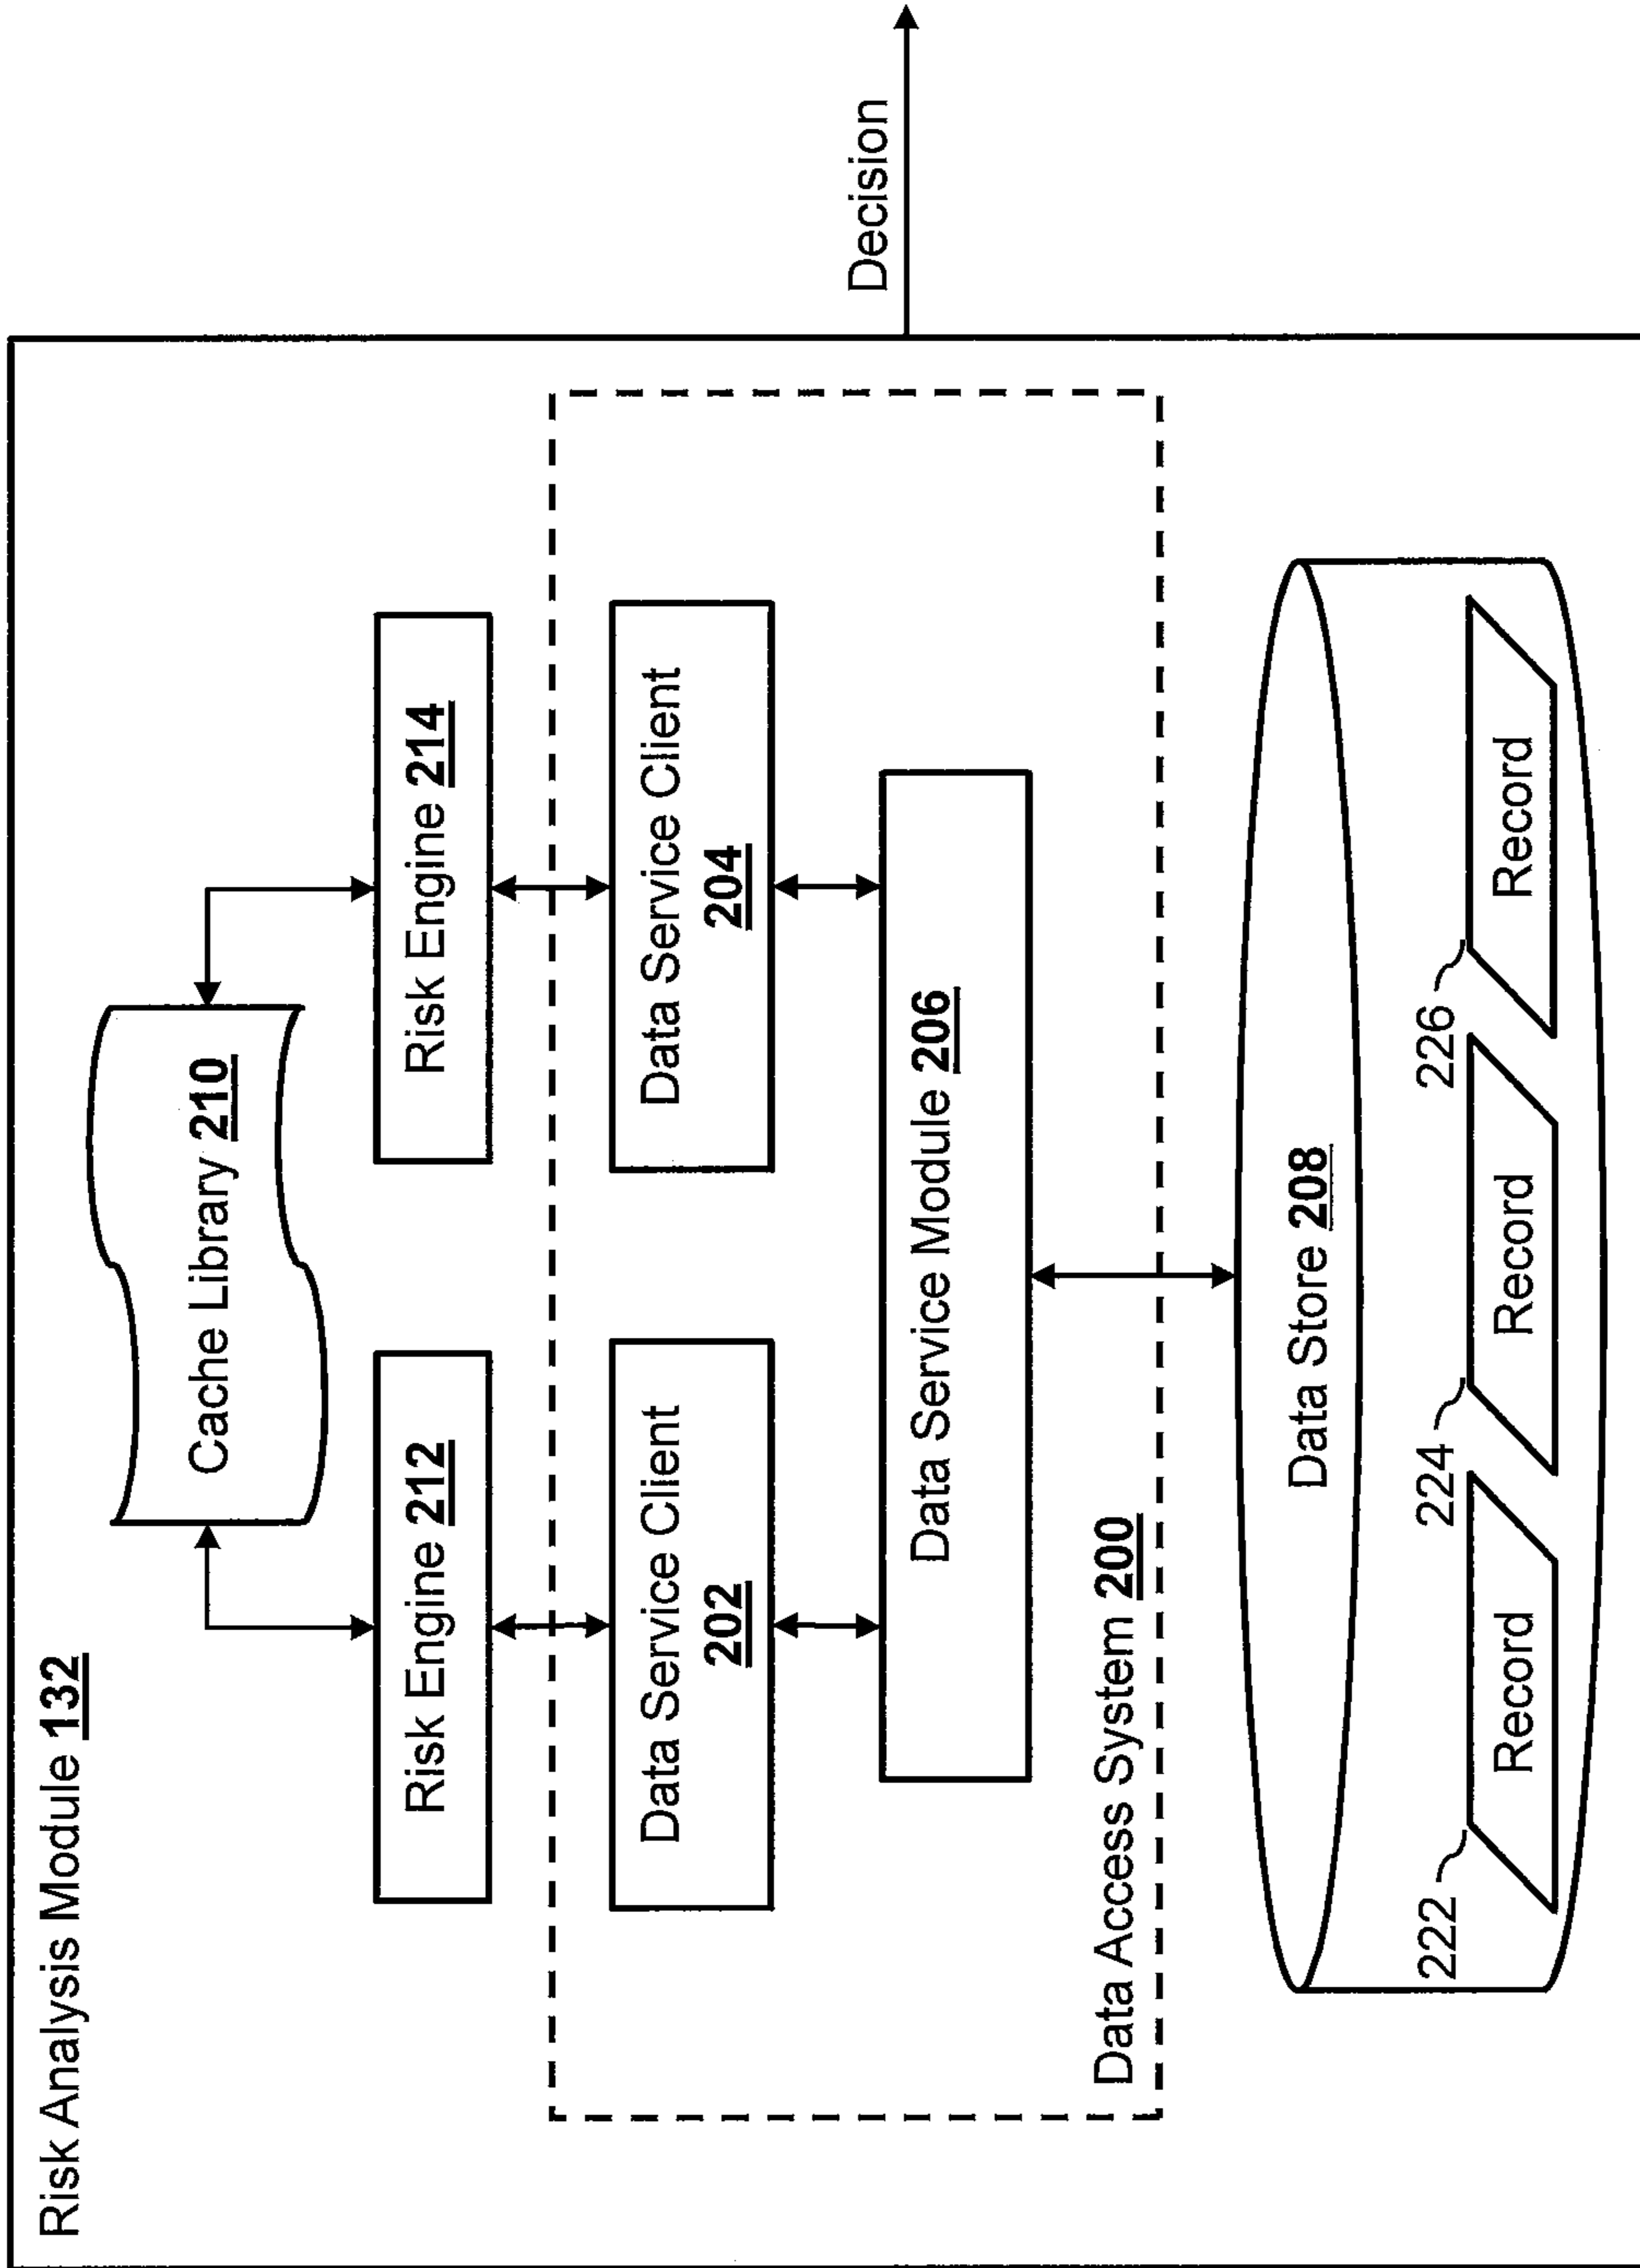 Risk Analysis Module 132
Cache Library 210
Risk Engine 212
Risk Engine 214
Data Service Client
202
Data Service Client
204
Data Service Module 206
Data Access System 200
Decision
Data Store 208
222
224
226
Record
Record
Record